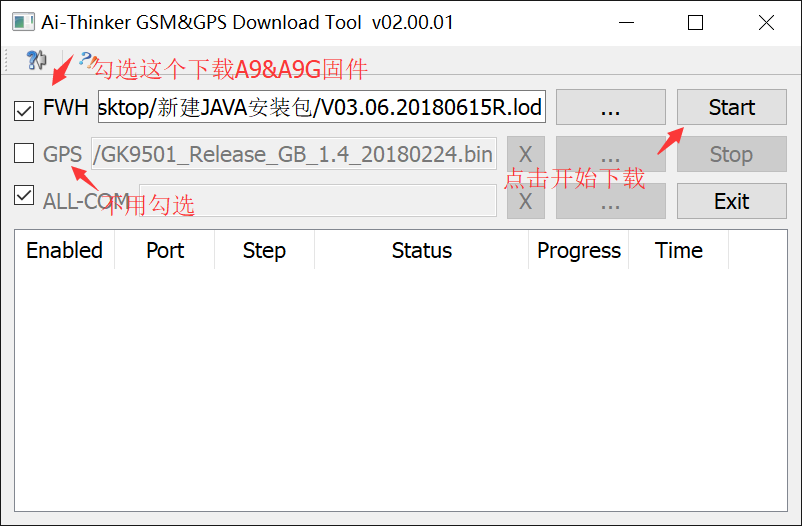 Ai-Thinker GSM&GPS Download Tool v02.00.01
勾选这个下载A9&A9G固件
FWH sktop/新建JAVA安装包/V03.06.20180615R.lod ... Start
GPS /GK9501_Release_GB_1.4_20180224.bin X ... Stop
点击开始下载
ALL-COM X ... Exit
不用勾选
Enabled Port Step Status Progress Time